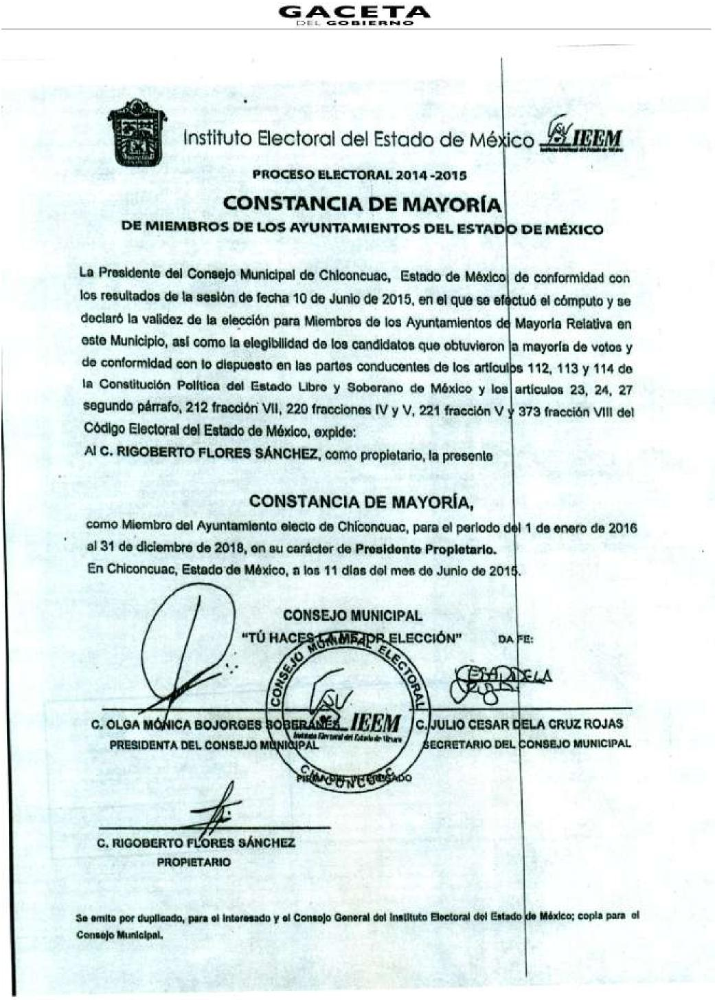 GACETA
DEL GOBIERNO
Instituto Electoral del Estado de México
IEEM
PROCESO ELECTORAL 2014-2015
CONSTANCIA DE MAYORÍA
DE MIEMBROS DE LOS AYUNTAMIENTOS DEL ESTADO DE MÉXICO
La Presidente del Consejo Municipal de Chiconcuac, Estado de México de conformidad con
los resultados de la sesión de fecha 10 de Junio de 2015, en el que se efectuó el cómputo y se
declaró la validez de la elección para Miembros de los Ayuntamientos de Mayoría Relativa en
este Municipio, así como la elegibilidad de los candidatos que obtuvieron la mayoría de votos y
de conformidad con lo dispuesto en las partes conducentes de los artículos 112, 113 y 114 de
la Constitución Política del Estado Libre y Soberano de México y los artículos 23, 24, 27
segundo párrafo, 212 fracción VII, 220 fracciones IV y V, 221 fracción V y 373 fracción VIII del
Código Electoral del Estado de México, expide:
Al C. RIGOBERTO FLORES SÁNCHEZ, como propietario, la presente
CONSTANCIA DE MAYORÍA,
como Miembro del Ayuntamiento electo de Chiconcuac, para el periodo del 1 de enero de 2016
al 31 de diciembre de 2018, en su carácter de Presidente Propietario.
En Chiconcuac, Estado de México, a los 11 días del mes de Junio de 2015.
CONSEJO MUNICIPAL
"TÚ HACES LA MEJOR ELECCIÓN" DA FE:
CONSEJO MUNICIPAL ELECTORAL
IEEM
CHICONCUAC
C. OLGA MÓNICA BOJORGES SOBERANES C. JULIO CESAR DE LA CRUZ ROJAS
PRESIDENTA DEL CONSEJO MUNICIPAL SECRETARIO DEL CONSEJO MUNICIPAL
C. RIGOBERTO FLORES SÁNCHEZ
PROPIETARIO
Se emite por duplicado, para el Interesado y el Consejo General del Instituto Electoral del Estado de México; copia para el
Consejo Municipal.